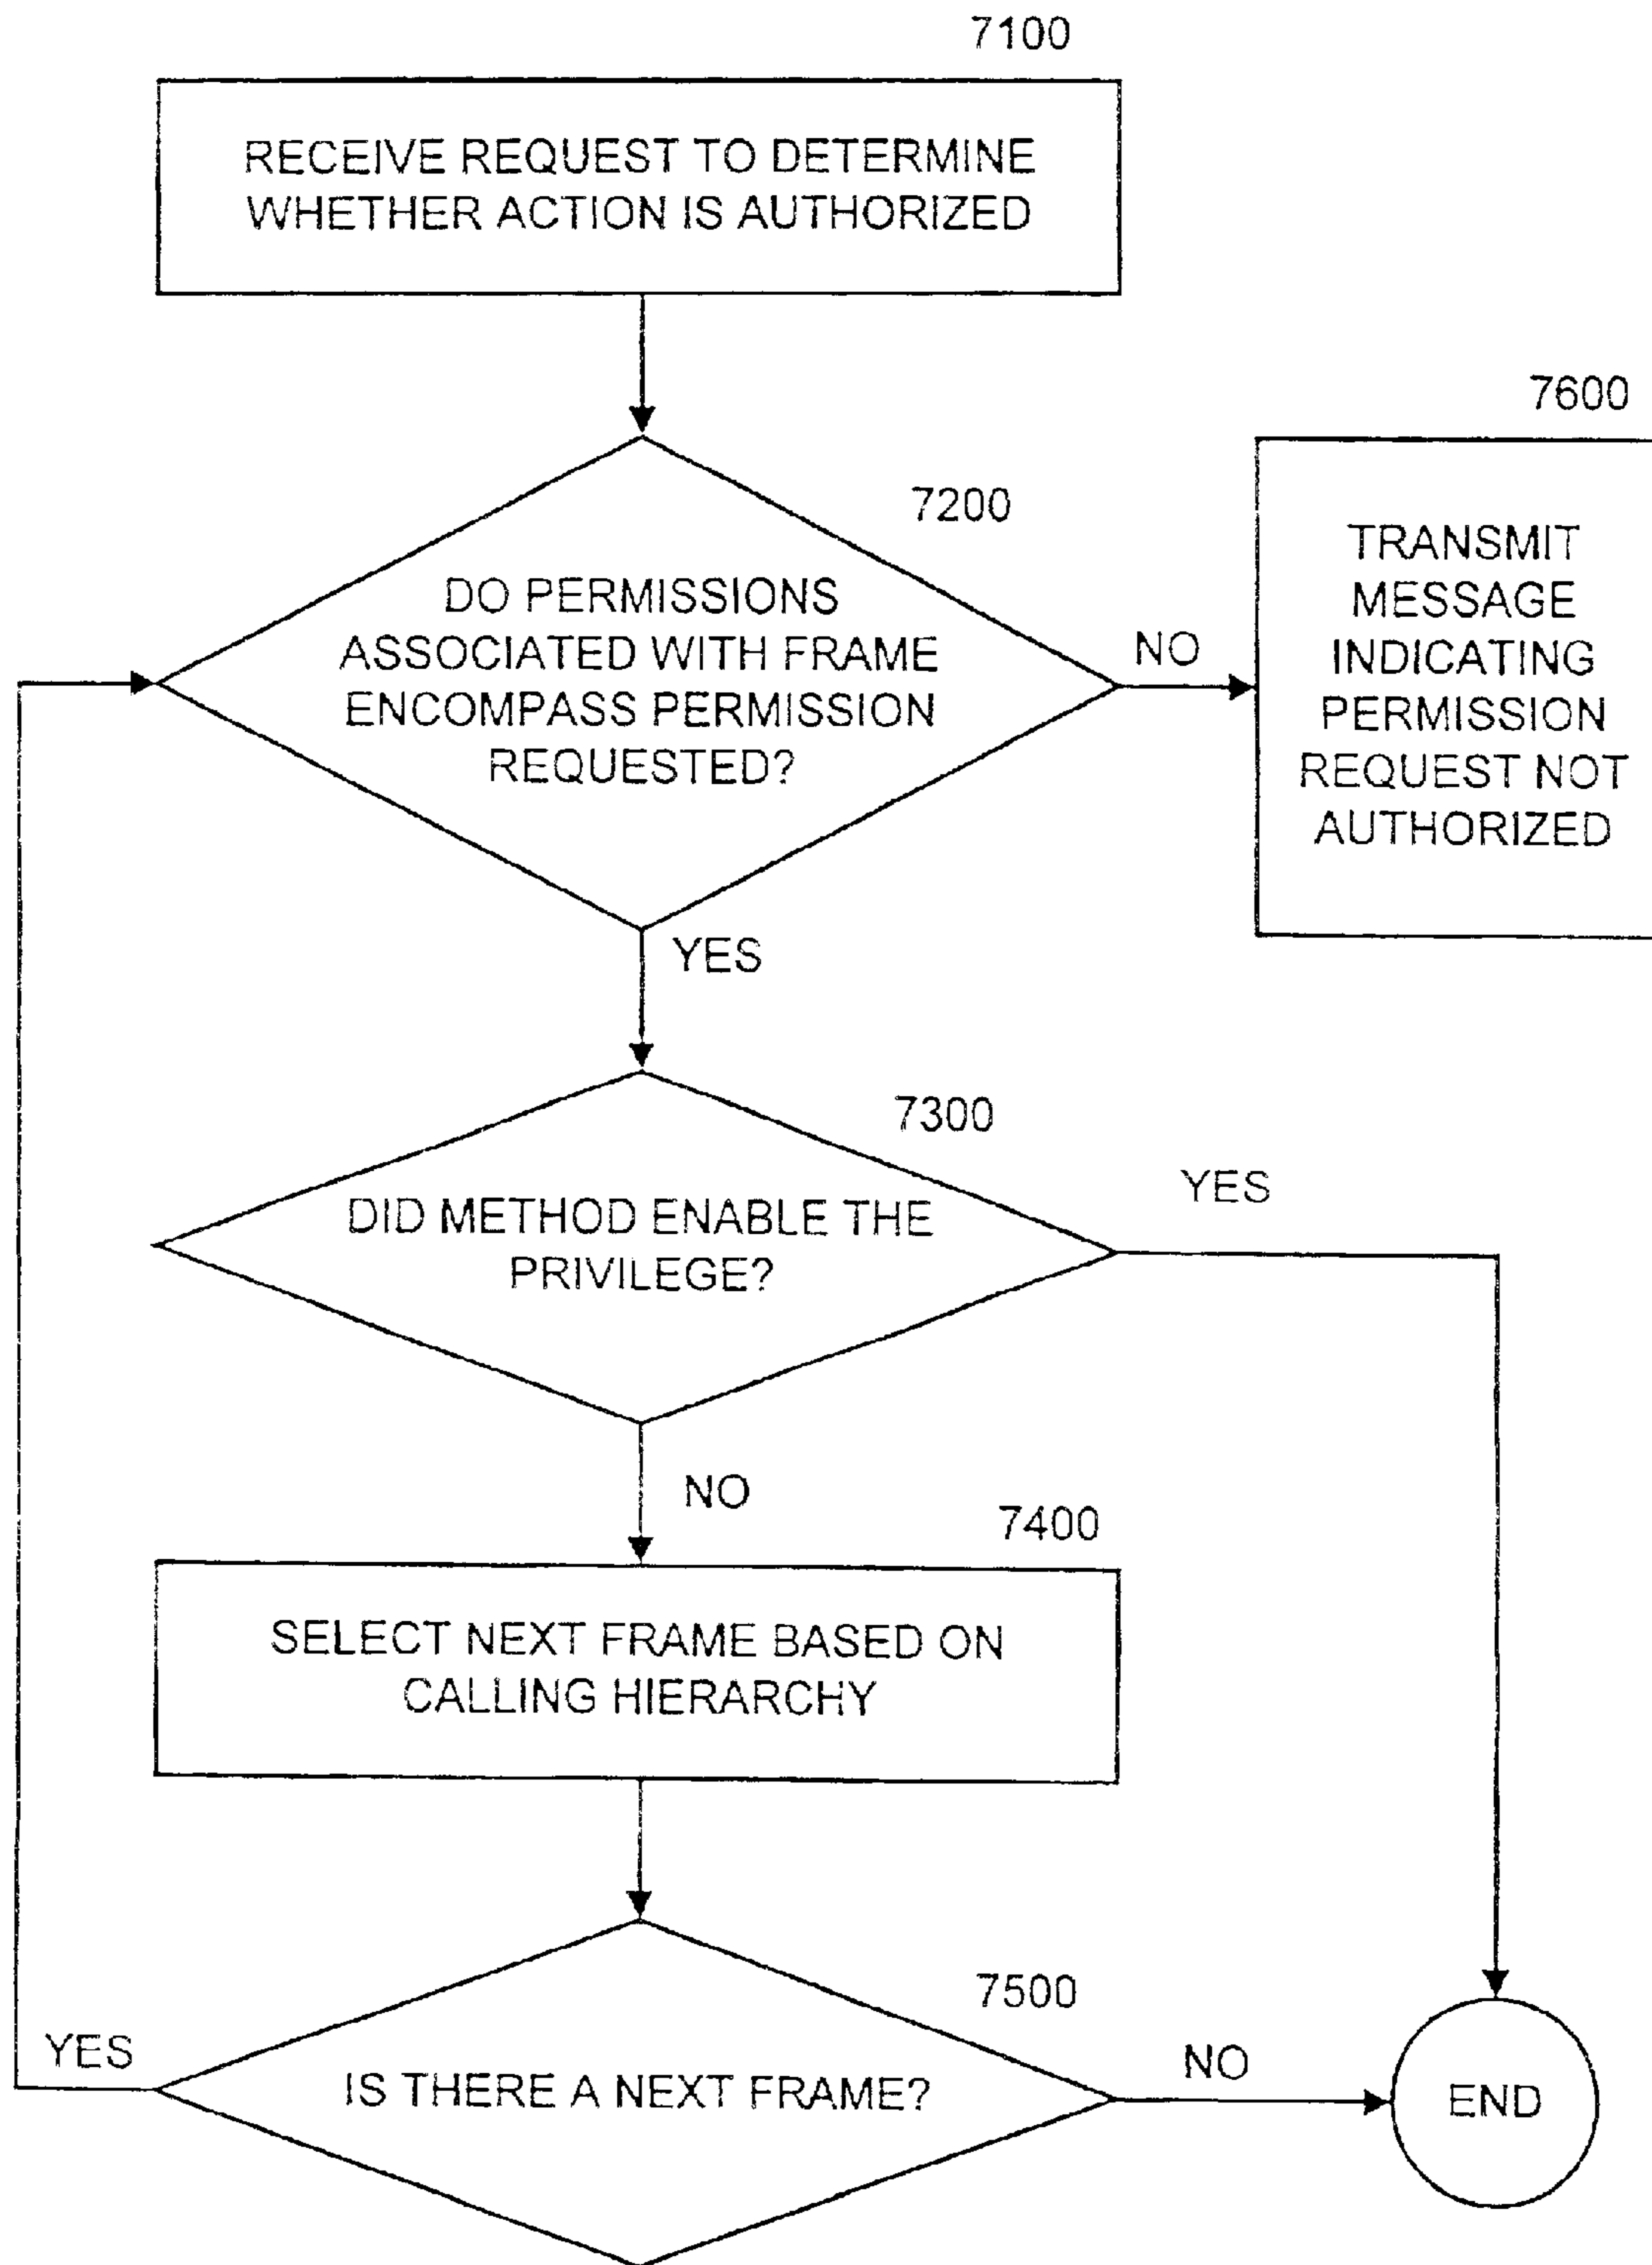 7100
RECEIVE REQUEST TO DETERMINE
WHETHER ACTION IS AUTHORIZED
7600
TRANSMIT
MESSAGE
INDICATING
PERMISSION
REQUEST NOT
AUTHORIZED
7200
DO PERMISSIONS
ASSOCIATED WITH FRAME
ENCOMPASS PERMISSION
REQUESTED?
NO
YES
7300
DID METHOD ENABLE THE
PRIVILEGE?
YES
NO
7400
SELECT NEXT FRAME BASED ON
CALLING HIERARCHY
7500
IS THERE A NEXT FRAME?
YES
NO
END